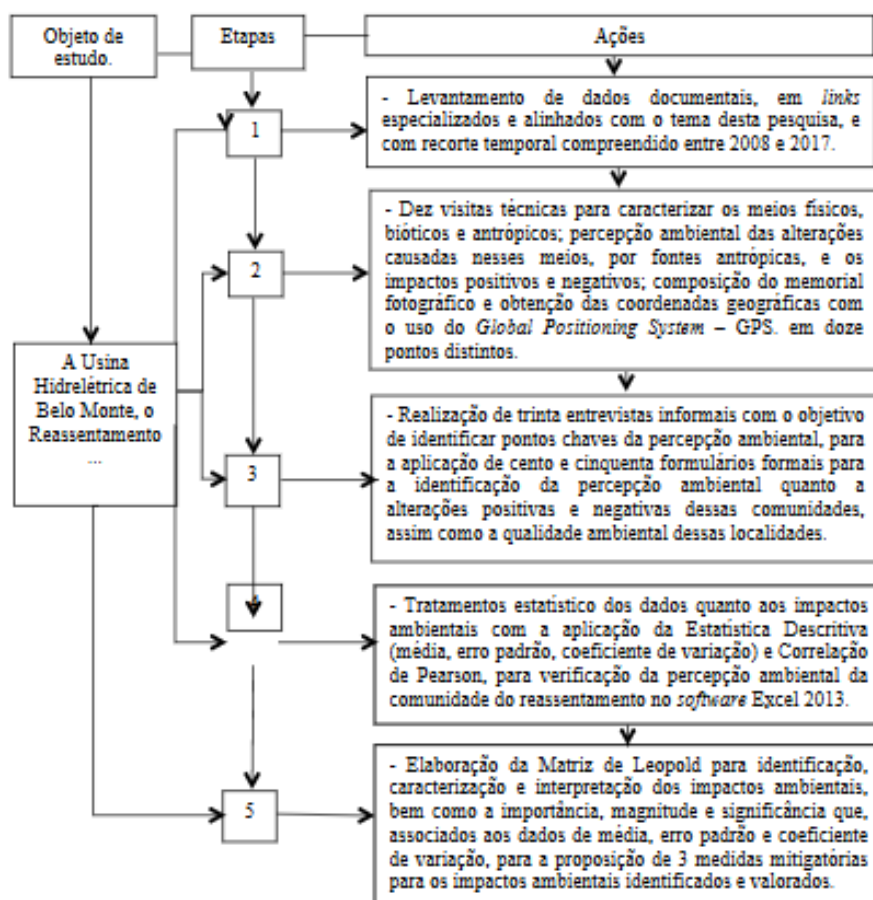 Objeto de
estudo.
Etapas
Ações
1
- Levantamento de dados documentais, em links
especializados e alinhados com o tema desta pesquisa, e
com recorte temporal compreendido entre 2008 e 2017.
2
- Dez visitas técnicas para caracterizar os meios físicos,
bióticos e antrópicos; percepção ambiental das alterações
causadas nesses meios, por fontes antrópicas, e os
impactos positivos e negativos; composição do memorial
fotográfico e obtenção das coordenadas geográficas com
o uso do Global Positioning System – GPS. em doze
pontos distintos.
A Usina
Hidrelétrica de
Belo Monte, o
Reassentamento
...
3
- Realização de trinta entrevistas informais com o objetivo
de identificar pontos chaves da percepção ambiental, para
a aplicação de cento e cinquenta formulários formais para
a identificação da percepção ambiental quanto a
alterações positivas e negativas dessas comunidades,
assim como a qualidade ambiental dessas localidades.
- Tratamentos estatístico dos dados quanto aos impactos
ambientais com a aplicação da Estatística Descritiva
(média, erro padrão, coeficiente de variação) e Correlação
de Pearson, para verificação da percepção ambiental da
comunidade do reassentamento no software Excel 2013.
5
- Elaboração da Matriz de Leopold para identificação,
caracterização e interpretação dos impactos ambientais,
bem como a importância, magnitude e significância que,
associados aos dados de média, erro padrão e coeficiente
de variação, para a proposição de 3 medidas mitigatórias
para os impactos ambientais identificados e valorados.